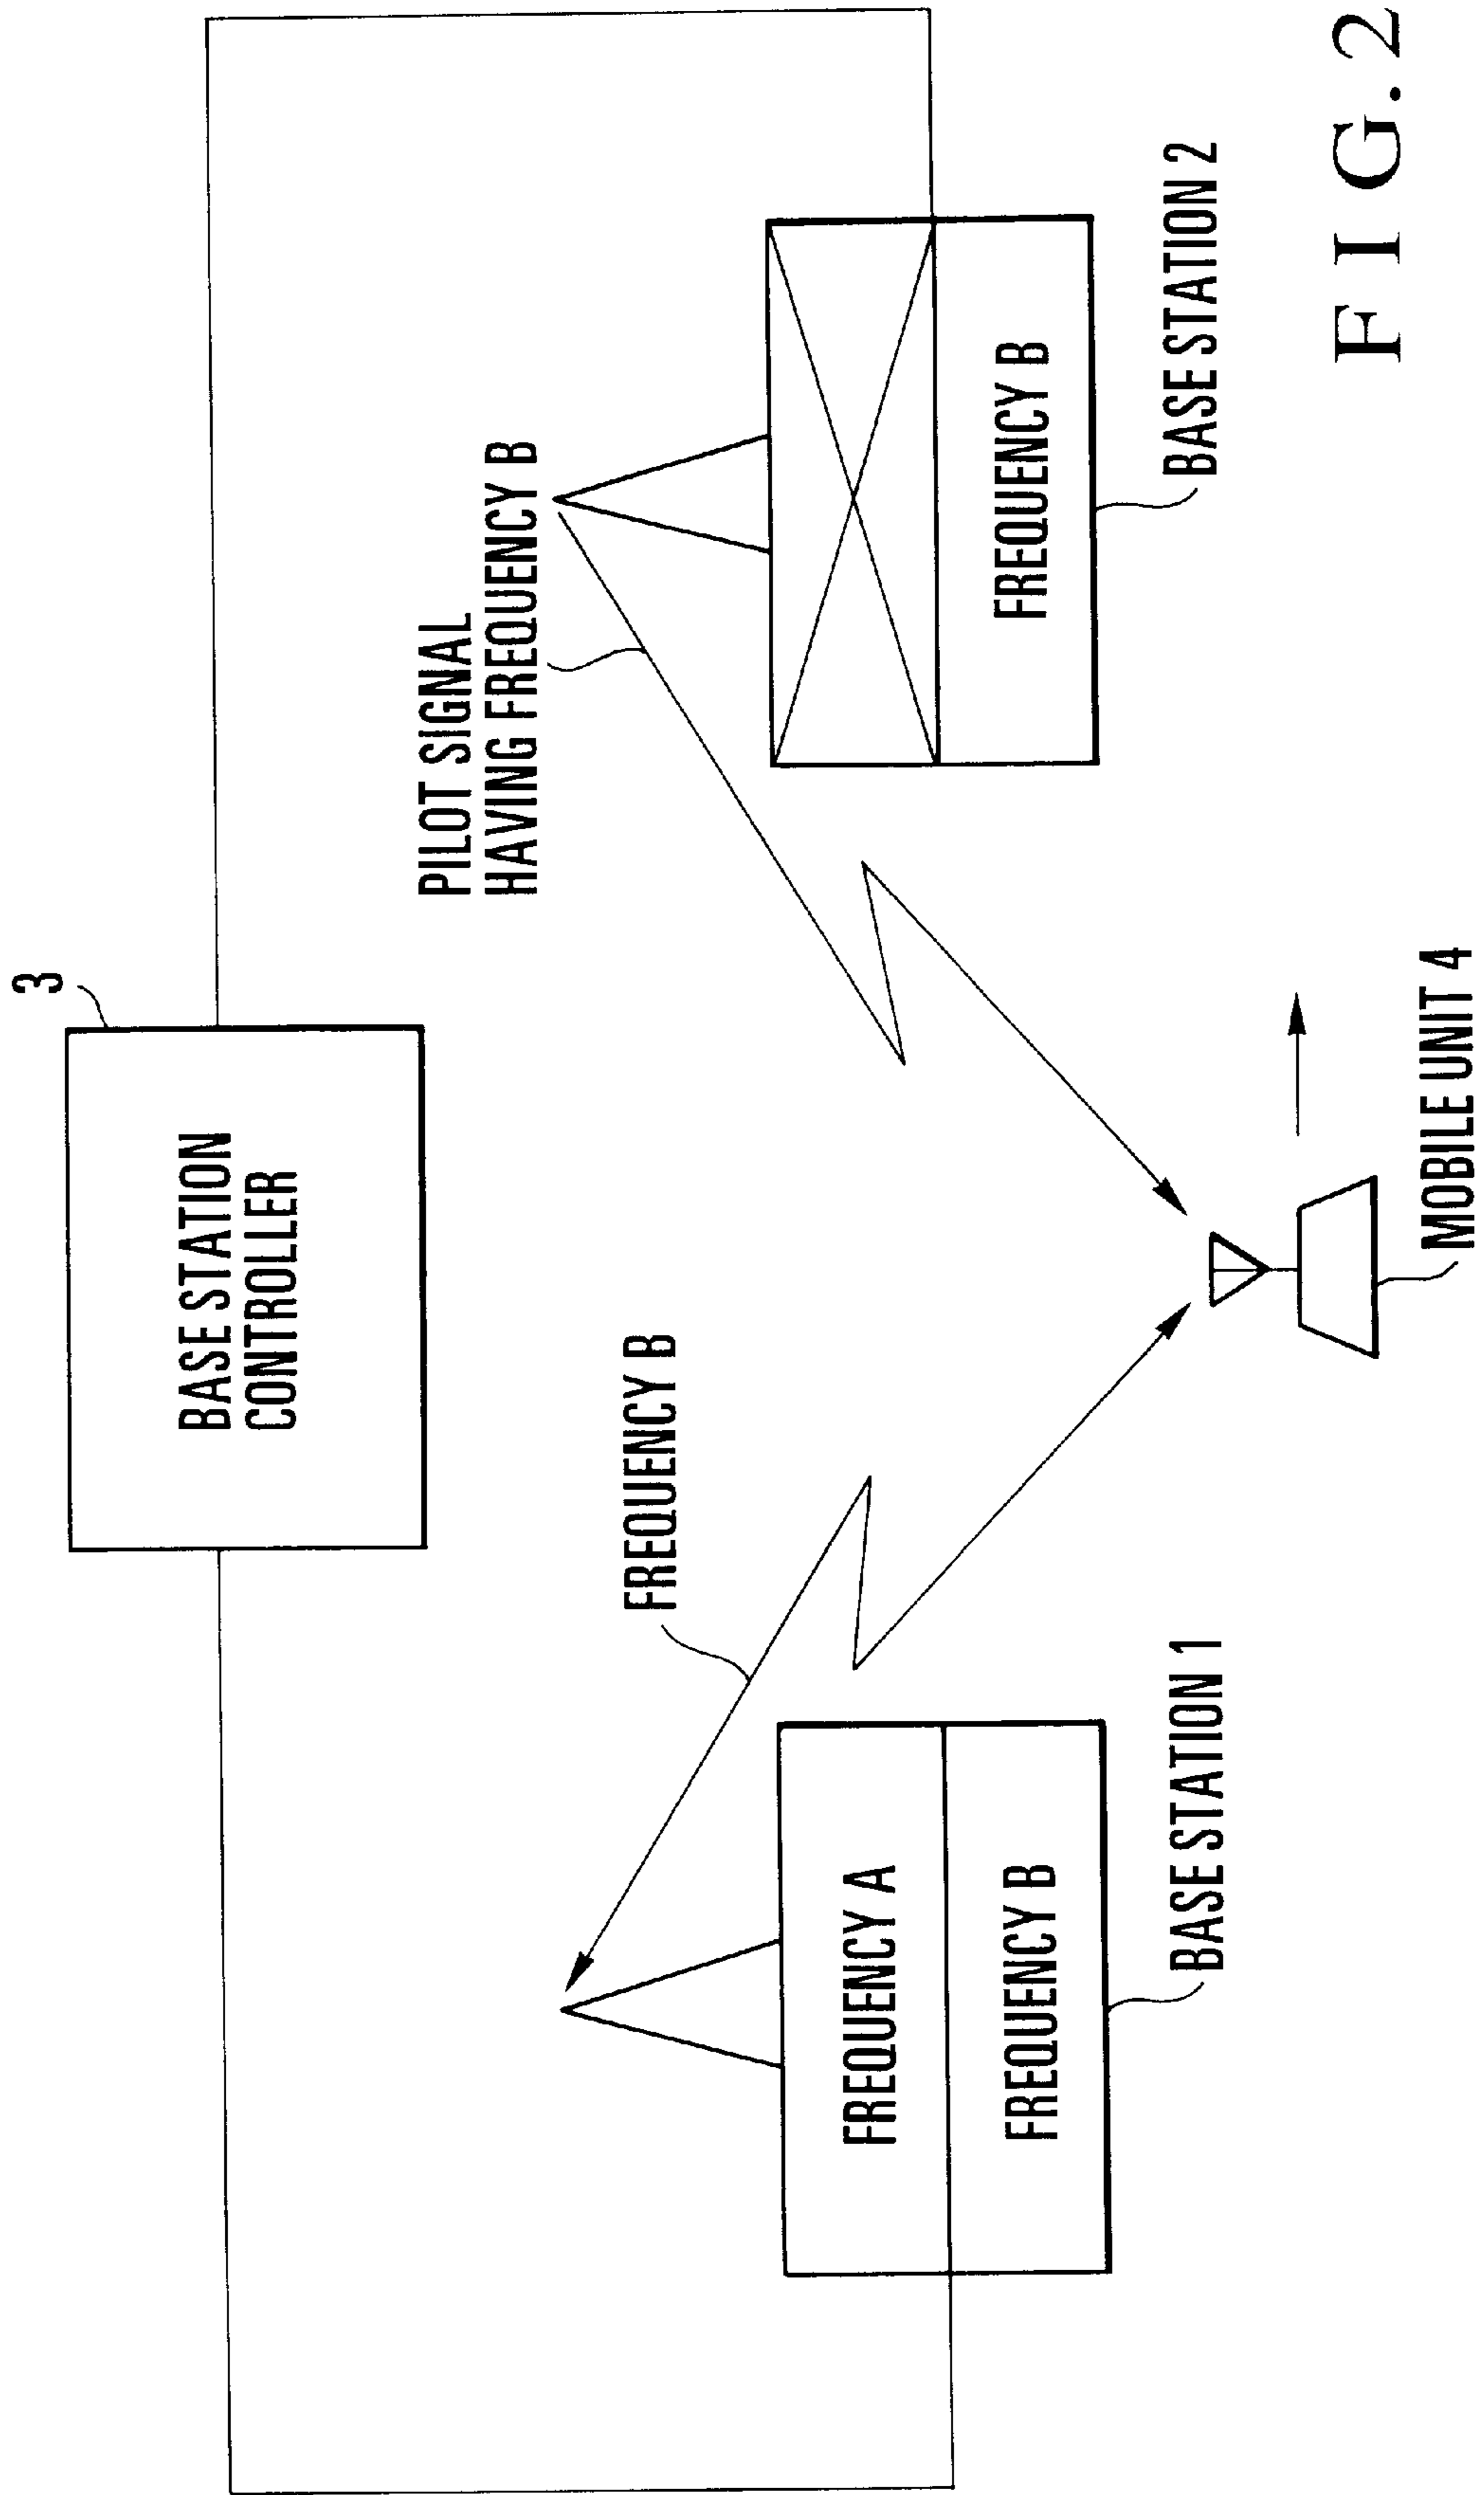 3
BASE STATION
CONTROLLER
PILOT SIGNAL
HAVING FREQUENCY B
FREQUENCY B
FREQUENCY A
FREQUENCY B
BASE STATION 1
FREQUENCY B
BASE STATION 2
MOBILE UNIT 4
FIG. 2